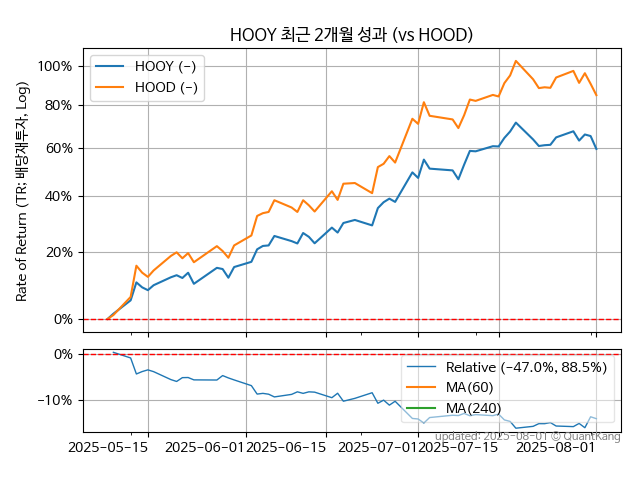 HOOY 최근 2개월 성과 (vs HOOD)
HOOY (-)
HOOD (-)
100%
80%
60%
40%
20%
0%
Rate of Return (TR; 배당재투자, Log)
0%
-10%
Relative (-47.0%, 88.5%)
MA(60)
MA(240)
updated: 2025-08-01 © QuantKang
2025-05-15
2025-06-01
2025-06-15
2025-07-01
2025-07-15
2025-08-01